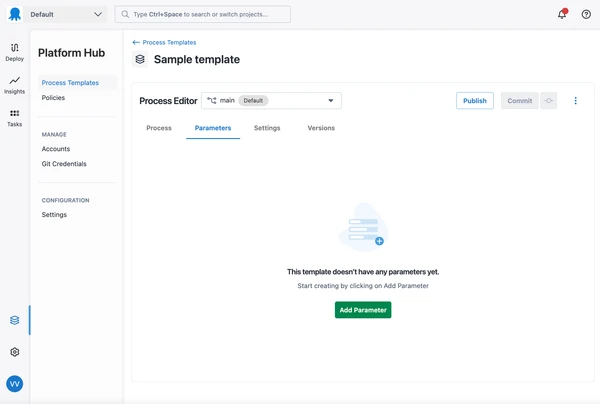 Default
Type Ctrl+Space to search or switch projects...
Deploy
Insights
Tasks
VV
Platform Hub
Process Templates
Policies
MANAGE
Accounts
Git Credentials
CONFIGURATION
Settings
← Process Templates
Sample template
Process Editor
main Default
Publish
Commit
Process
Parameters
Settings
Versions
This template doesn't have any parameters yet.
Start creating by clicking on Add Parameter
Add Parameter